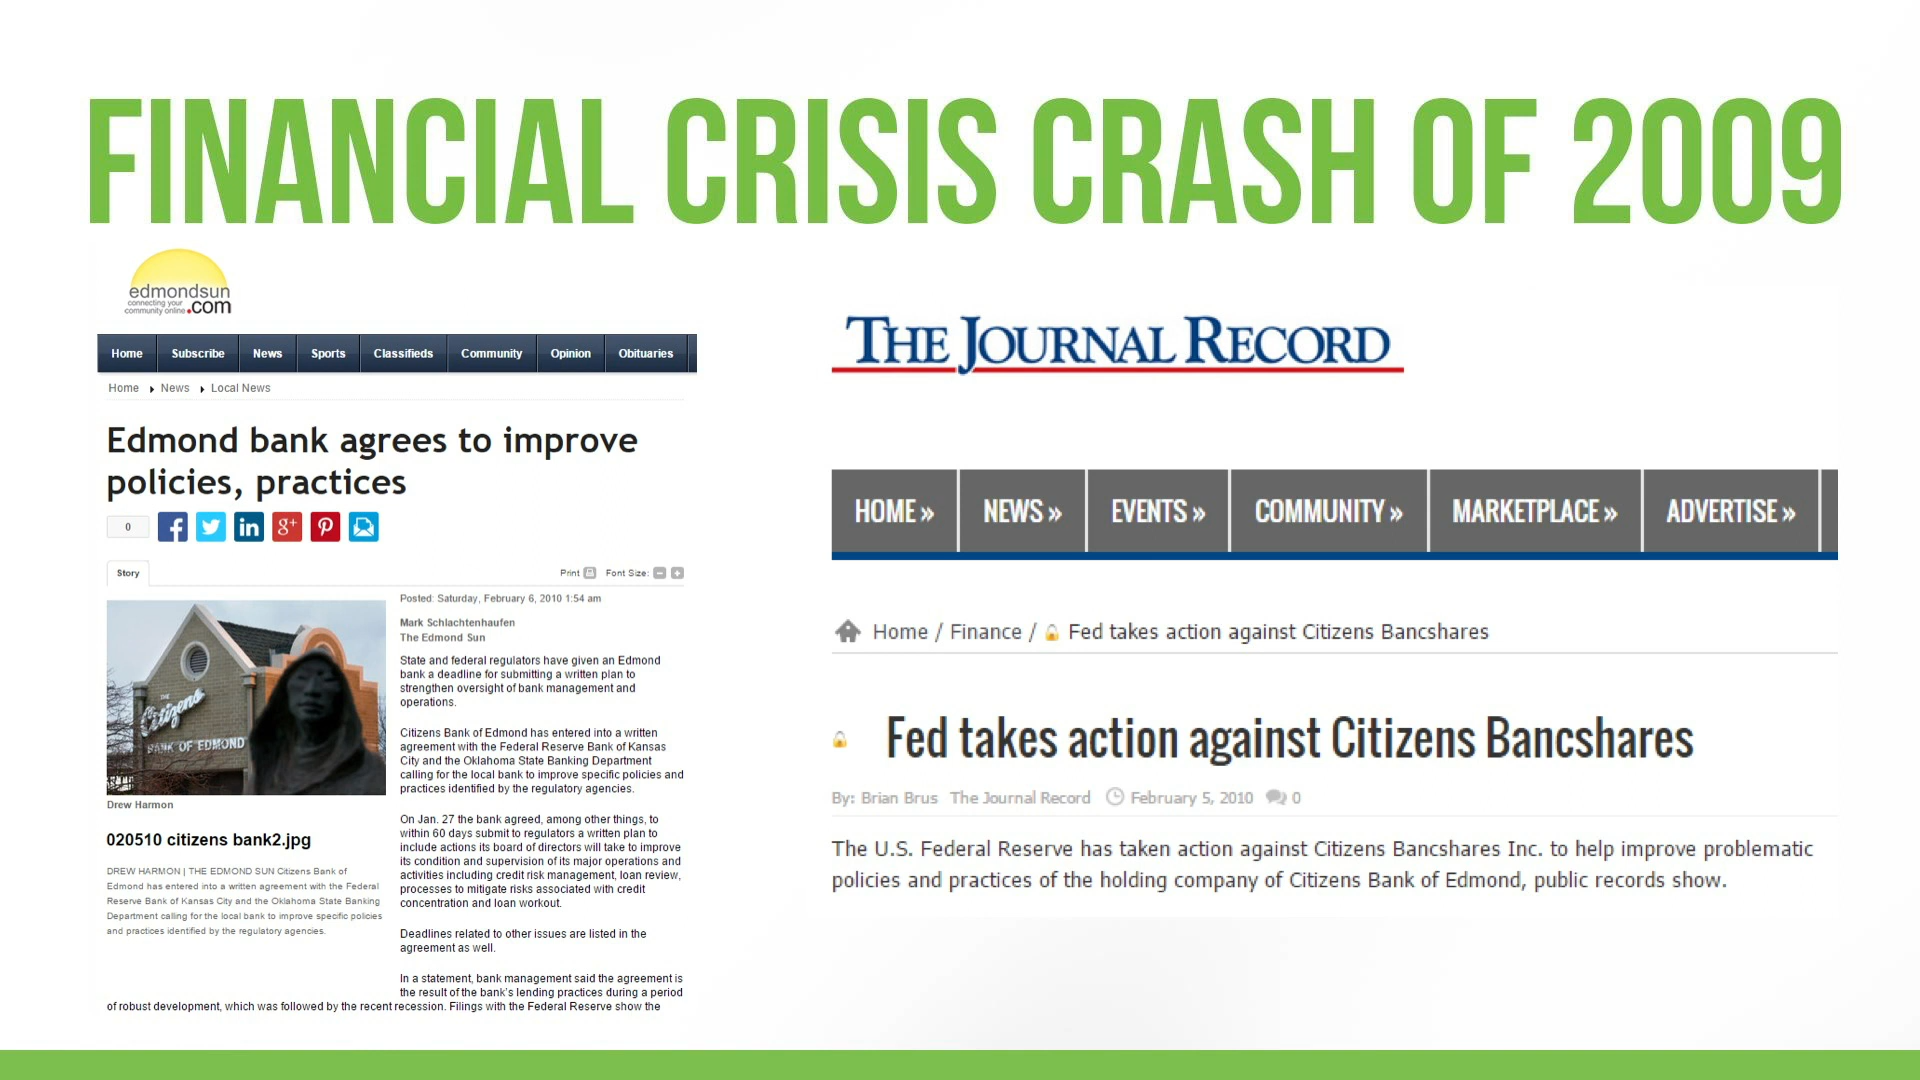 FINANCIAL CRISIS CRASH OF 2009
edmondsun
connecting your
community online
.com
Home
Subscribe
News
Sports
Classifieds
Community
Opinion
Obituaries
Home News Local News
Edmond bank agrees to improve
policies, practices
0
f
in
g+
Story
Print
Font Size:
Posted: Saturday, February 6, 2010 1:54 am
Mark Schlachtenhaufen
The Edmond Sun
State and federal regulators have given an Edmond
bank a deadline for submitting a written plan to
strengthen oversight of bank management and
operations.
Citizens Bank of Edmond has entered into a written
agreement with the Federal Reserve Bank of Kansas
City and the Oklahoma State Banking Department
calling for the local bank to improve specific policies and
practices identified by the regulatory agencies.
On Jan. 27 the bank agreed, among other things, to
within 60 days submit to regulators a written plan to
include actions its board of directors will take to improve
its condition and supervision of its major operations and
activities including credit risk management, loan review,
processes to mitigate risks associated with credit
concentration and loan workout.
Deadlines related to other issues are listed in the
agreement as well.
In a statement, bank management said the agreement is
the result of the bank's lending practices during a period
of robust development, which was followed by the recent recession. Filings with the Federal Reserve show the
THE
Citizens
BANK OF EDMOND
Drew Harmon
020510 citizens bank2.jpg
DREW HARMON | THE EDMOND SUN Citizens Bank of
Edmond has entered into a written agreement with the Federal
Reserve Bank of Kansas City and the Oklahoma State Banking
Department calling for the local bank to improve specific policies
and practices identified by the regulatory agencies.
THE JOURNAL RECORD
HOME »
NEWS »
EVENTS »
COMMUNITY »
MARKETPLACE »
ADVERTISE »
Home / Finance / Fed takes action against Citizens Bancshares
Fed takes action against Citizens Bancshares
By: Brian Brus The Journal Record February 5, 2010 0
The U.S. Federal Reserve has taken action against Citizens Bancshares Inc. to help improve problematic
policies and practices of the holding company of Citizens Bank of Edmond, public records show.